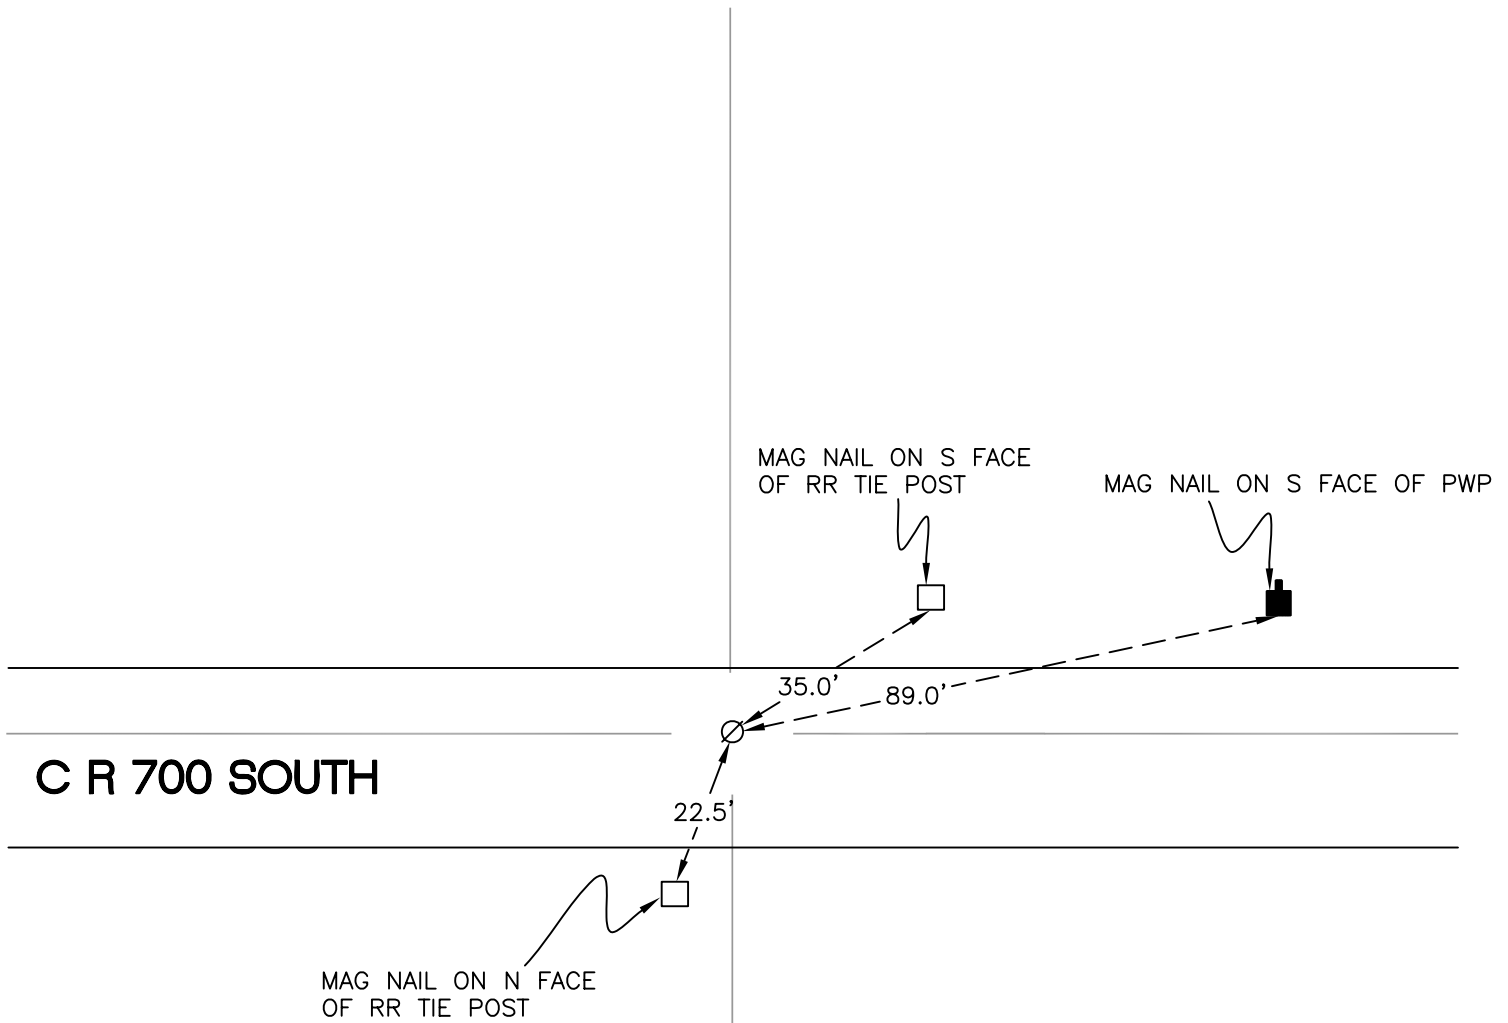 MAG NAIL ON S FACE
OF RR TIE POST
MAG NAIL ON S FACE OF PWP
35.0'
89.0'
C R 700 SOUTH
22.5'
MAG NAIL ON N FACE
OF RR TIE POST